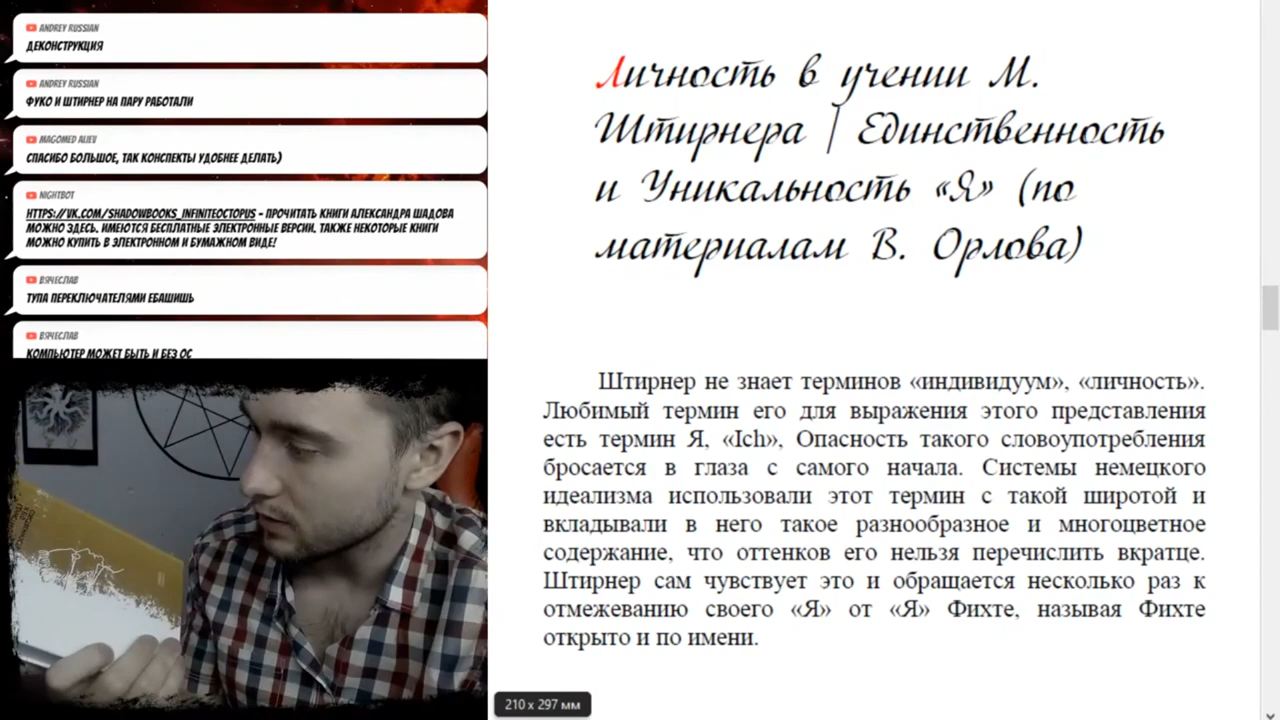 ANDREY RUSSIAN
ДЕКОНСТРУКЦИЯ
ANDREY RUSSIAN
ФУКО И ШТИРНЕР НА ПАРУ РАБОТАЛИ
MAGOMED ALIEV
СПАСИБО БОЛЬШОЕ, ТАК КОНСПЕКТЫ УДОБНЕЕ ДЕЛАТЬ)
NIGHTBOT
HTTPS://VK.COM/SHADOWBOOKS_INFINITEOCTOPUS - ПРОЧИТАТЬ КНИГИ АЛЕКСАНДРА ШАДОВА
МОЖНО ЗДЕСЬ. ИМЕЮТСЯ БЕСПЛАТНЫЕ ЭЛЕКТРОННЫЕ ВЕРСИИ. ТАКЖЕ НЕКОТОРЫЕ КНИГИ
МОЖНО КУПИТЬ В ЭЛЕКТРОННОМ И БУМАЖНОМ ВИДЕ!
ВЯЧЕСЛАВ
ТУПА ПЕРЕКЛЮЧАТЕЛЯМИ ЕБАШИШЬ
ВЯЧЕСЛАВ
КОМПЬЮТЕР МОЖЕТ БЫТЬ И БЕЗ ОС
Личность в учении М.
Штирнера | Единственность
и Уникальность «Я» (по
материалам В. Орлова)
Штирнер не знает терминов «индивидуум», «личность».
Любимый термин его для выражения этого представления
есть термин Я, «Ich», Опасность такого словоупотребления
бросается в глаза с самого начала. Системы немецкого
идеализма использовали этот термин с такой широтой и
вкладывали в него такое разнообразное и многоцветное
содержание, что оттенков его нельзя перечислить вкратце.
Штирнер сам чувствует это и обращается несколько раз к
отмежеванию своего «Я» от «Я» Фихте, называя Фихте
открыто и по имени.
210 x 297 мм